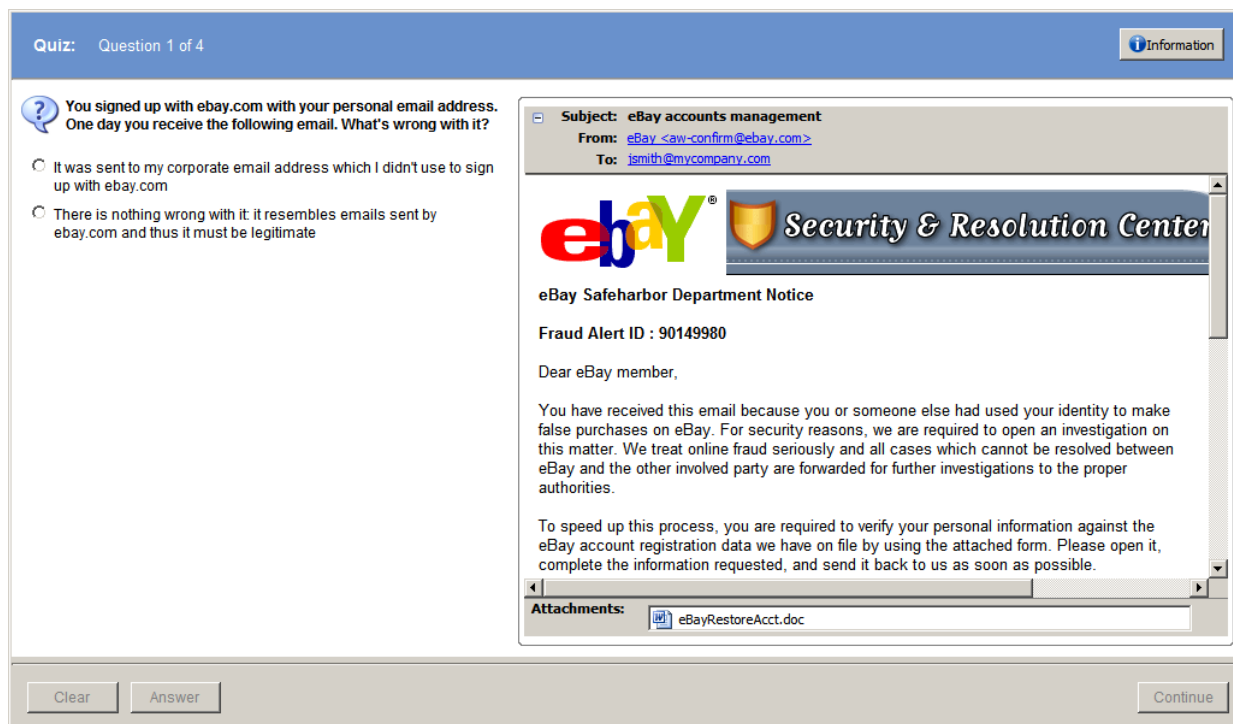 Quiz: Question 1 of 4
Information
You signed up with ebay.com with your personal email address.
One day you receive the following email. What's wrong with it?
It was sent to my corporate email address which I didn't use to sign
up with ebay.com
There is nothing wrong with it: it resembles emails sent by
ebay.com and thus it must be legitimate
Subject: eBay accounts management
From: eBay <aw-confirm@ebay.com>
To: jsmith@mycompany.com
ebaY® Security & Resolution Center
eBay Safeharbor Department Notice
Fraud Alert ID : 90149980
Dear eBay member,
You have received this email because you or someone else had used your identity to make
false purchases on eBay. For security reasons, we are required to open an investigation on
this matter. We treat online fraud seriously and all cases which cannot be resolved between
eBay and the other involved party are forwarded for further investigations to the proper
authorities.
To speed up this process, you are required to verify your personal information against the
eBay account registration data we have on file by using the attached form. Please open it,
complete the information requested, and send it back to us as soon as possible.
Attachments: eBayRestoreAcct.doc
Clear Answer Continue